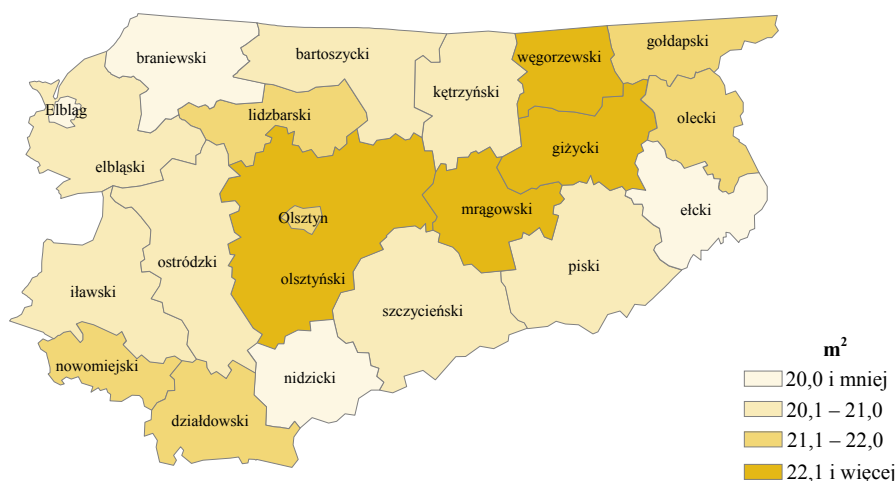 gołdapski
bartoszycki
braniewski
węgorzewski
kętrzyński
Elbląg
lidzbarski
olecki
giżycki
elbląski
mrągowski
ełcki
Olsztyn
ostródzki
piski
olsztyński
iławski
szczycieński
nowomiejski
nidzicki
działdowski
m²
20,0 i mniej
20,1 – 21,0
21,1 – 22,0
22,1 i więcej